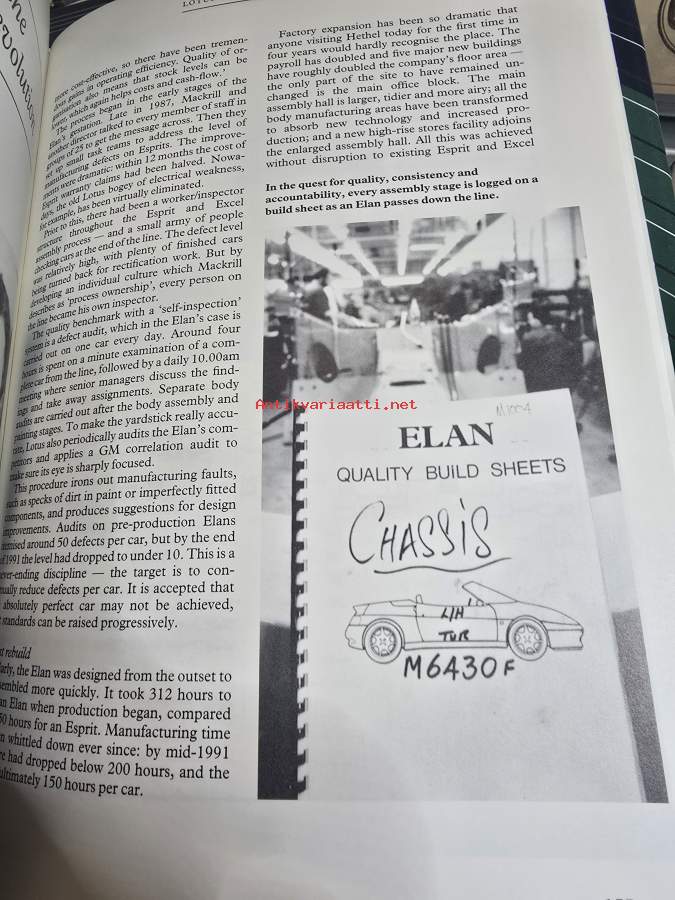 LOTUS
more cost-effective, so there have been tremen-
dous gains in operating efficiency. Quality of or-
ganisation also means that stock levels can be
lower, which again helps costs and cash-flow.'
The process began in the early stages of the
Elan's gestation. Late in 1987, Mackrill and
another director talked to every member of staff in
groups of 25 to get the message across. Then they
set up small task teams to address the level of
manufacturing defects on Esprits. The improve-
ments were dramatic: within 12 months the cost of
Esprit warranty claims had been halved. Nowa-
days, the old Lotus bogey of electrical weakness,
for example, has been virtually eliminated.
Prior to this, there had been a worker/inspector
structure throughout the Esprit and Excel
assembly process — and a small army of people
checking cars at the end of the line. The defect level
was relatively high, with plenty of finished cars
being turned back for rectification work. But by
developing an individual culture which Mackrill
describes as 'process ownership', every person on
the line became his own inspector.
The quality benchmark with a 'self-inspection'
system is a defect audit, which in the Elan's case is
carried out on one car every day. Around four
hours is spent on a minute examination of a com-
plete car from the line, followed by a daily 10.00am
meeting where senior managers discuss the find-
ings and take away assignments. Separate body
audits are carried out after the body assembly and
painting stages. To make the yardstick really accu-
rate, Lotus also periodically audits the Elan's com-
petitors and applies a GM correlation audit to
make sure its eye is sharply focused.
This procedure irons out manufacturing faults,
such as specks of dirt in paint or imperfectly fitted
components, and produces suggestions for design
improvements. Audits on pre-production Elans
around 50 defects per car, but by the end
of 1991 the level had dropped to under 10. This is a
never-ending discipline — the target is to con-
tinually reduce defects per car. It is accepted that
absolutely perfect car may not be achieved,
standards can be raised progressively.
rebuild
the Elan was designed from the outset to
assembled more quickly. It took 312 hours to
an Elan when production began, compared
50 hours for an Esprit. Manufacturing time
whittled down ever since: by mid-1991
had dropped below 200 hours, and the
ultimately 150 hours per car.
Factory expansion has been so dramatic that
anyone visiting Hethel today for the first time in
four years would hardly recognise the place. The
payroll has doubled and five major new buildings
have roughly doubled the company's floor area —
the only part of the site to have remained un-
changed is the main office block. The main
assembly hall is larger, tidier and more airy; all the
body manufacturing areas have been transformed
to absorb new technology and increased pro-
duction; and a new high-rise stores facility adjoins
the enlarged assembly hall. All this was achieved
without disruption to existing Esprit and Excel
In the quest for quality, consistency and
accountability, every assembly stage is logged on a
build sheet as an Elan passes down the line.
Antikvariaatti.net
ELAN
QUALITY BUILD SHEETS
CHASSIS
L/H
TUR
M6430F